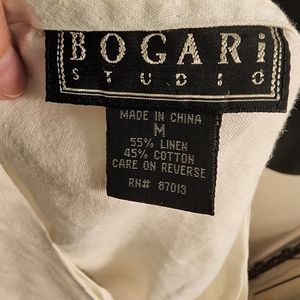 BOGARi
STUDIO
MADE IN CHINA
M
55% LINEN
45% COTTON
CARE ON REVERSE
RN# 87013